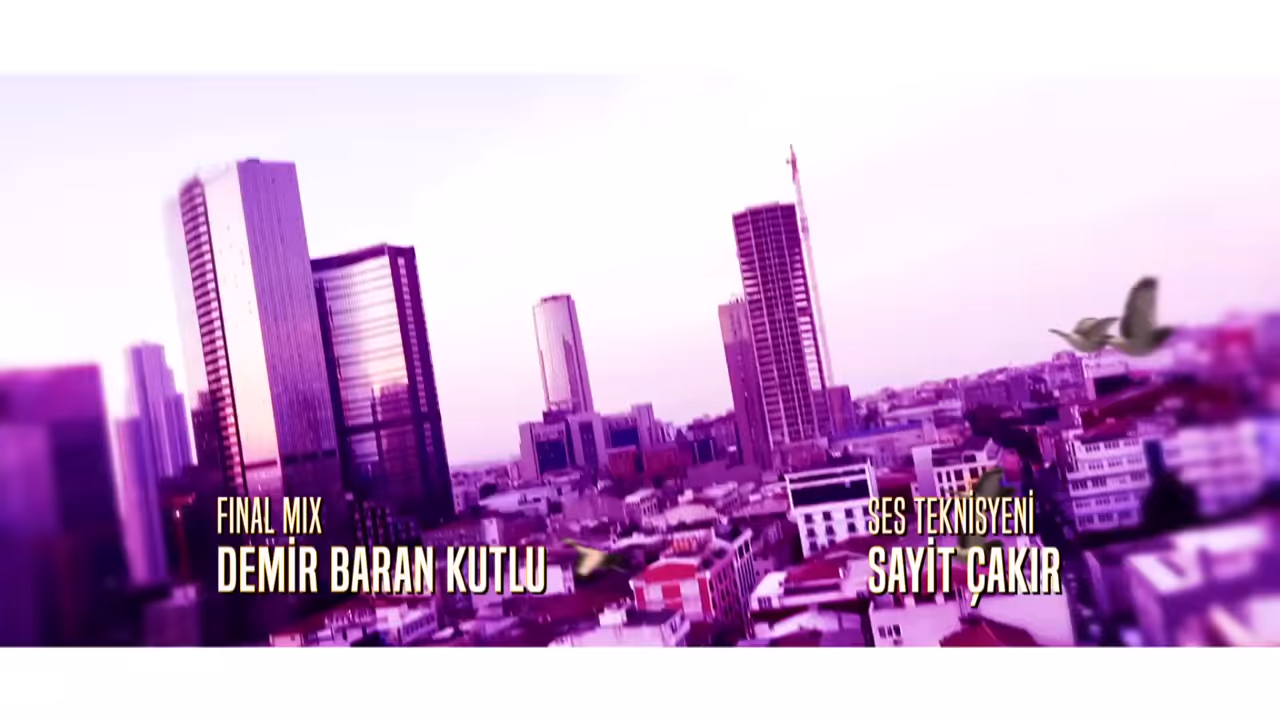 FINAL MIX
DEMİR BARAN KUTLU
SES TEKNİSYENİ
SAYİT ÇAKIR